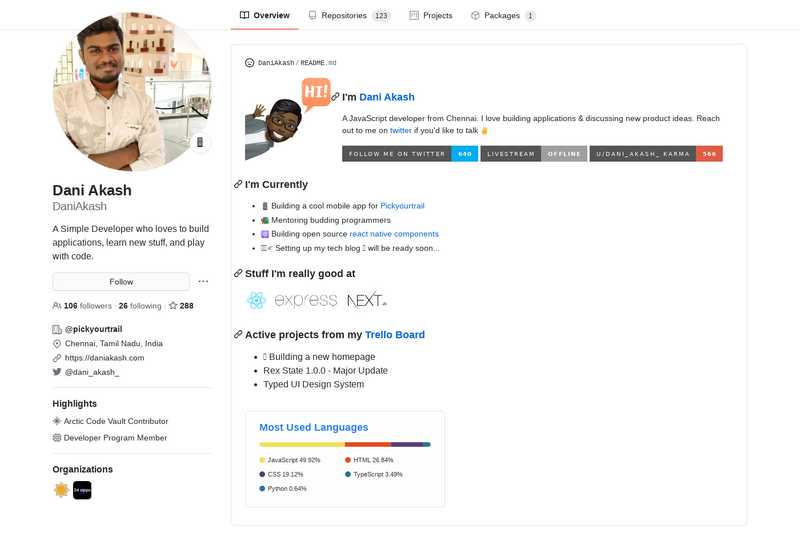 Overview
Repositories 123
Projects
Packages 1
DaniAkash / README.md
HI!
I'm Dani Akash
A JavaScript developer from Chennai. I love building applications & discussing new product ideas. Reach
out to me on twitter if you'd like to talk ✌
FOLLOW ME ON TWITTER 640
LIVESTREAM OFFLINE
U/DANI_AKASH_ KARMA 566
Dani Akash
DaniAkash
A Simple Developer who loves to build
applications, learn new stuff, and play
with code.
Follow
106 followers · 26 following · 288
@pickyourtrail
Chennai, Tamil Nadu, India
https://daniakash.com
@dani_akash_
Highlights
Arctic Code Vault Contributor
Developer Program Member
Organizations
I'm Currently
Building a cool mobile app for Pickyourtrail
Mentoring budding programmers
Building open source react native components
Setting up my tech blog will be ready soon...
Stuff I'm really good at
express NEXT.JS
Active projects from my Trello Board
Building a new homepage
Rex State 1.0.0 - Major Update
Typed UI Design System
Most Used Languages
JavaScript 49.92%
HTML 26.84%
CSS 19.12%
TypeScript 3.49%
Python 0.64%